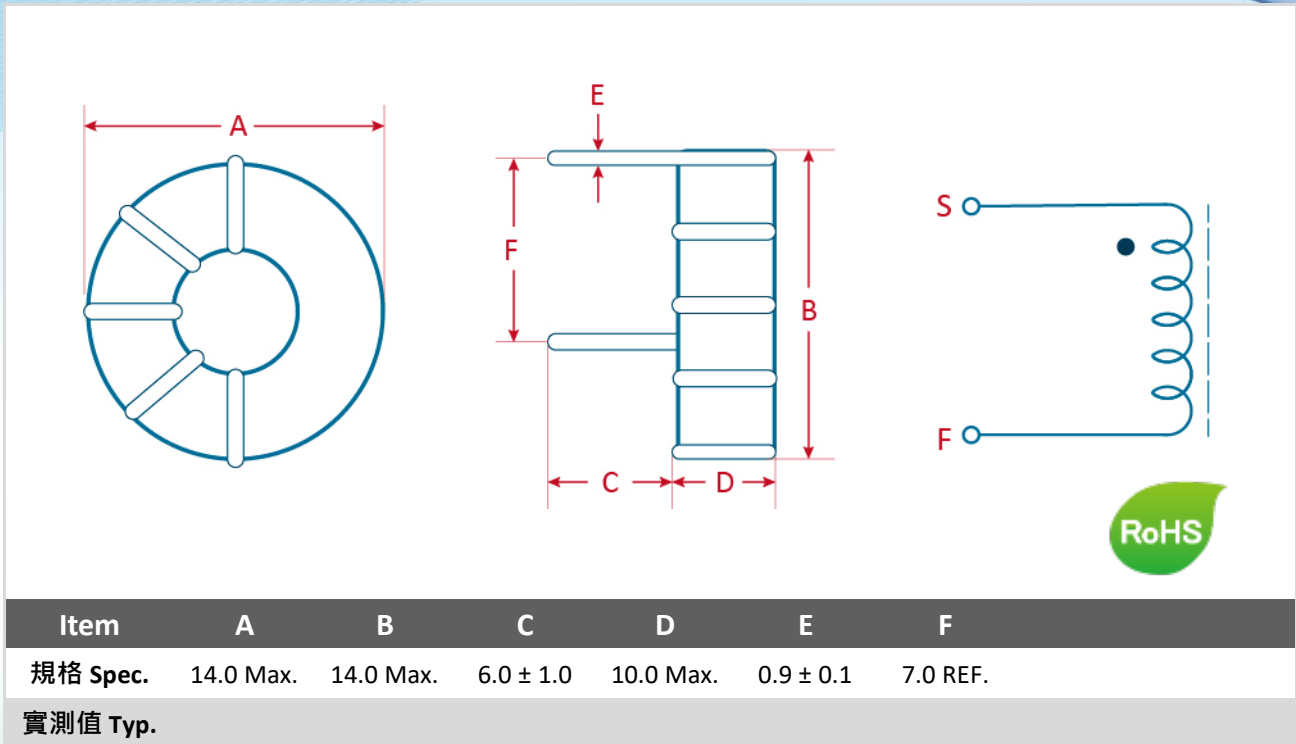 A
E
F
B
C
D
S
F
RoHS
Item A B C D E F
規格 Spec. 14.0 Max. 14.0 Max. 6.0 ± 1.0 10.0 Max. 0.9 ± 0.1 7.0 REF.
實測值 Typ.